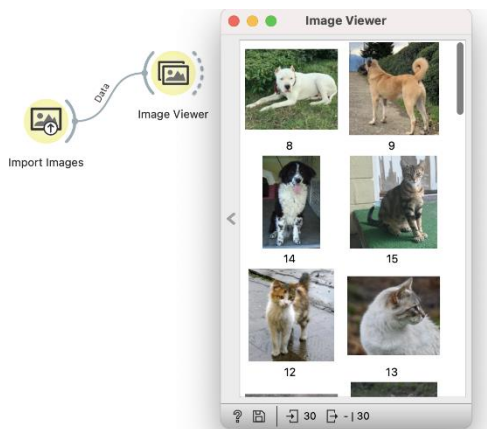 Image Viewer
Data
Image Viewer
Import Images
8 9
14 15
12 13
? 30 - | 30